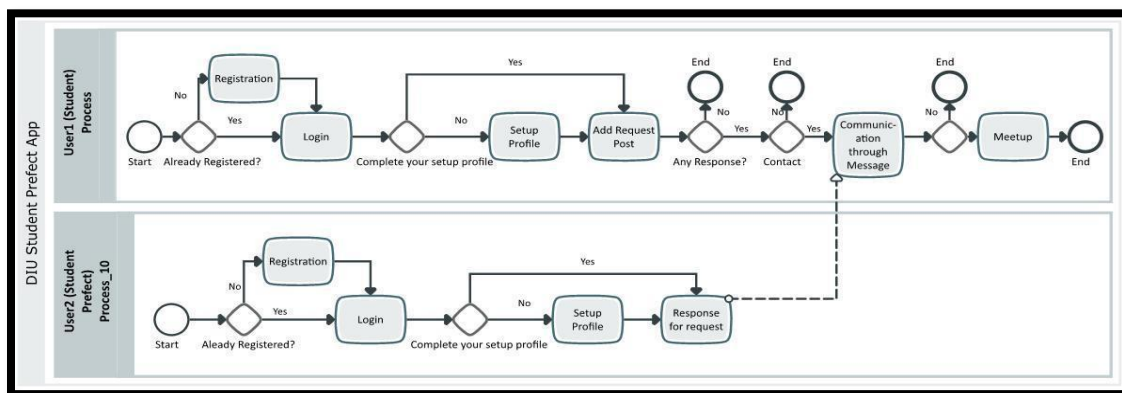 DIU Student Prefect App
User1 (Student)
Process
Start
No
Registration
Already Registered?
Yes
Login
Yes
Complete your setup profile
No
Setup
Profile
Add Request
Post
End
No
Any Response?
Yes
End
No
Contact
Yes
Communic-
ation
through
Message
End
No
Meetup
End
User2 (Student
Prefect)
Process_10
Start
No
Registration
Aleady Registered?
Yes
Login
Yes
Complete your setup profile
No
Setup
Profile
Response
for request